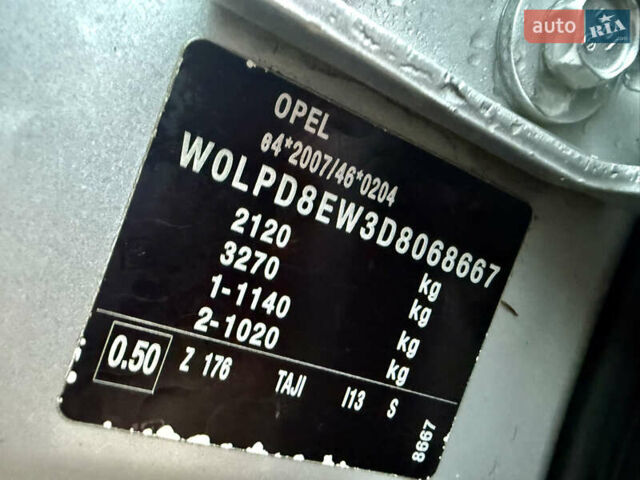 auto RIA.com
OPEL
e4*2007/46*0204
W0LPD8EW3D8068667
2120 kg
3270 kg
1-1140 kg
2-1020 kg
0.50 Z 176 TAJI I13 S 8667